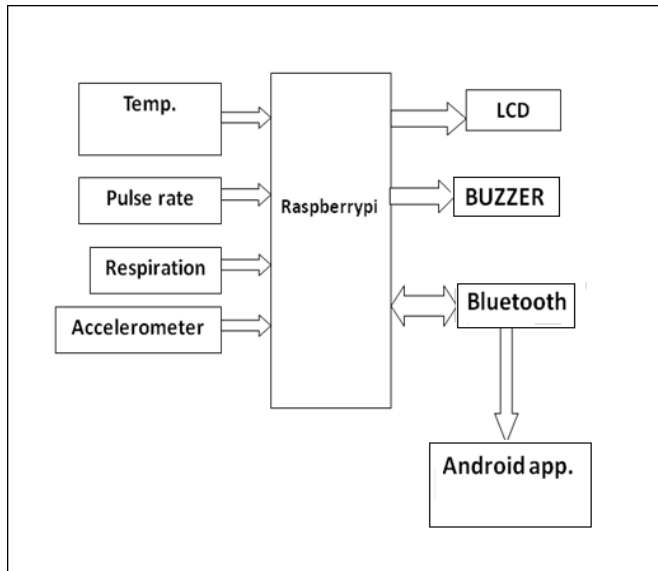 Temp.
Pulse rate
Respiration
Accelerometer
Raspberrypi
LCD
BUZZER
Bluetooth
Android app.